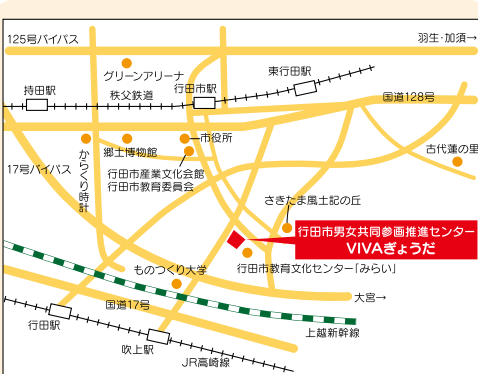 125号バイパス
羽生・加須→
グリーンアリーナ
東行田駅
持田駅
秩父鉄道
行田市駅
国道128号
市役所
古代蓮の里
郷土博物館
17号バイパス
からくり時計
行田市産業文化会館
行田市教育委員会
さきたま風土記の丘
行田市男女共同参画推進センター
VIVAぎょうだ
ものつくり大学
行田市教育文化センター「みらい」
国道17号
大宮→
行田駅
上越新幹線
吹上駅
JR高崎線